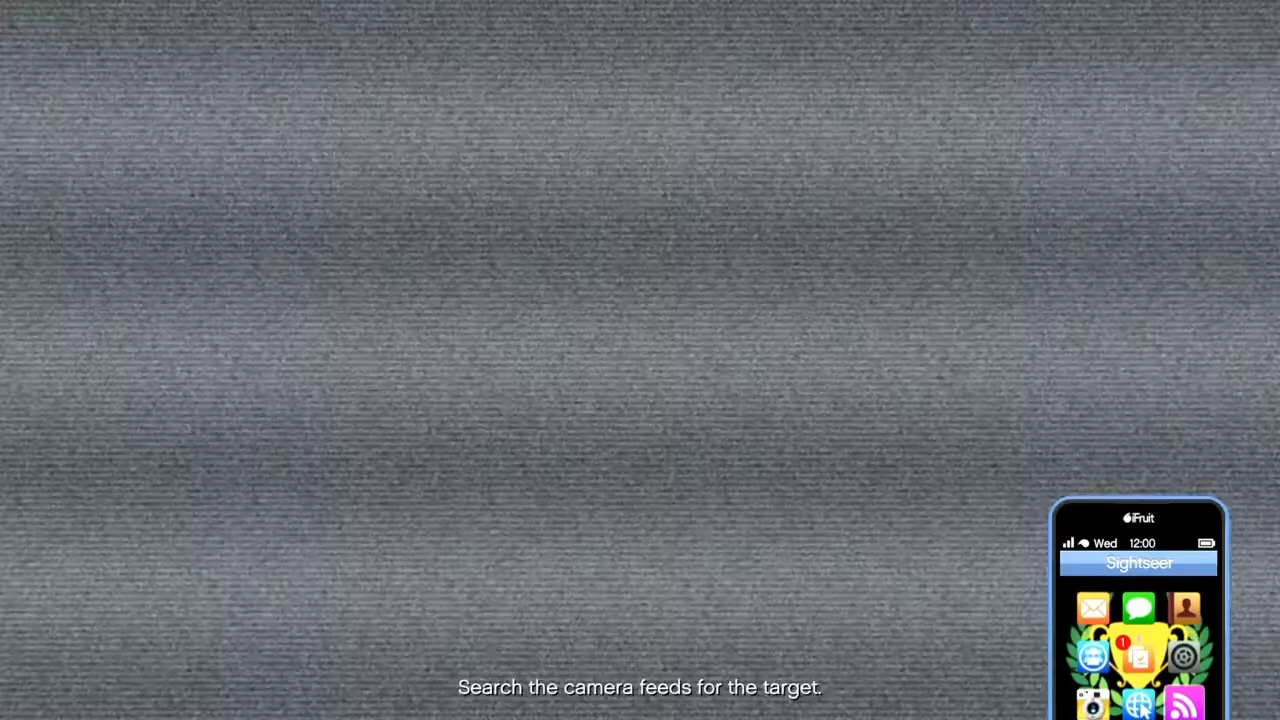 iFruit
Wed 12:00
Sightseer
1
Search the camera feeds for the target.